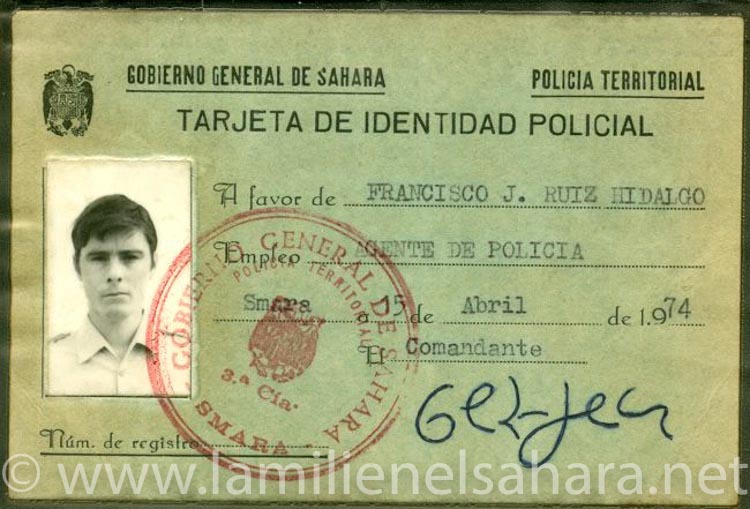 GOBIERNO GENERAL DE SAHARA
POLICIA TERRITORIAL
TARJETA DE IDENTIDAD POLICIAL
A favor de FRANCISCO J. RUIZ HIDALGO
Empleo AGENTE DE POLICIA
Smara a 15 de Abril de 1.974
El Comandante
GOBIERNO GENERAL DE SAHARA
POLICIA TERRITORIAL
3.ª Cía.
SMARA
Núm. de registro
© www.lamilienelsahara.net